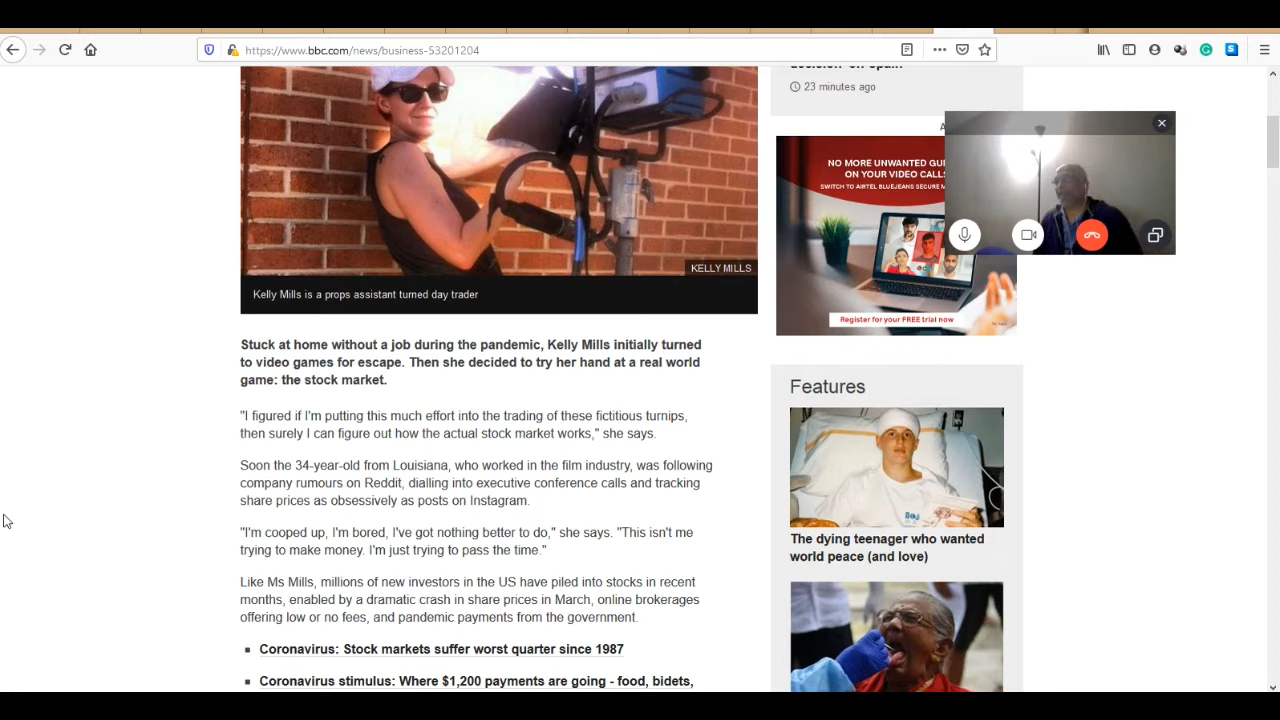 https://www.bbc.com/news/business-53201204
23 minutes ago
NO MORE UNWANTED
ON YOUR VIDEO CALLS
SWITCH TO AIRTEL BLUEJEANS SECURE
Register for your FREE trial now
KELLY MILLS
Kelly Mills is a props assistant turned day trader
Stuck at home without a job during the pandemic, Kelly Mills initially turned
to video games for escape. Then she decided to try her hand at a real world
game: the stock market.
"I figured if I'm putting this much effort into the trading of these fictitious turnips,
then surely I can figure out how the actual stock market works," she says.
Soon the 34-year-old from Louisiana, who worked in the film industry, was following
company rumours on Reddit, dialling into executive conference calls and tracking
share prices as obsessively as posts on Instagram.
"I'm cooped up, I'm bored, I've got nothing better to do," she says. "This isn't me
trying to make money. I'm just trying to pass the time."
Like Ms Mills, millions of new investors in the US have piled into stocks in recent
months, enabled by a dramatic crash in share prices in March, online brokerages
offering low or no fees, and pandemic payments from the government.
Coronavirus: Stock markets suffer worst quarter since 1987
Coronavirus stimulus: Where $1,200 payments are going - food, bidets,
Features
The dying teenager who wanted
world peace (and love)